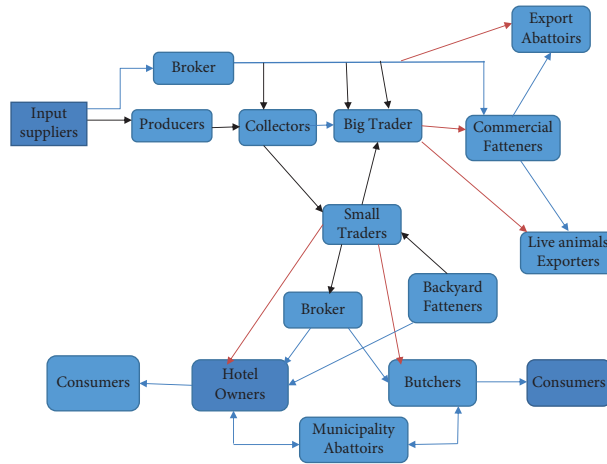 Export
Abattoirs
Broker
Input
suppliers
Producers
Collectors
Big Trader
Commercial
Fatteners
Small
Traders
Live animals
Exporters
Broker
Backyard
Fatteners
Consumers
Hotel
Owners
Butchers
Consumers
Municipality
Abattoirs